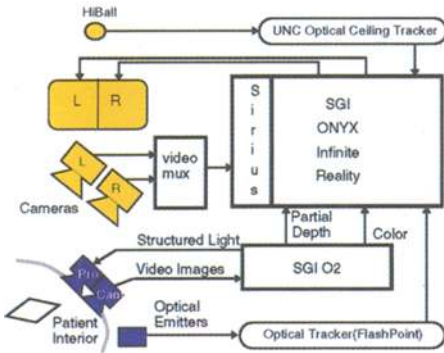 HiBall
UNC Optical Ceiling Tracker
L R
Sirius
SGI
ONYX
Infinite
Reality
L
R
video
mux
Cameras
Partial
Depth
Color
Structured Light
Video Images
SGI O2
Pro
Cam
Patient
Interior
Optical
Emitters
Optical Tracker(FlashPoint)